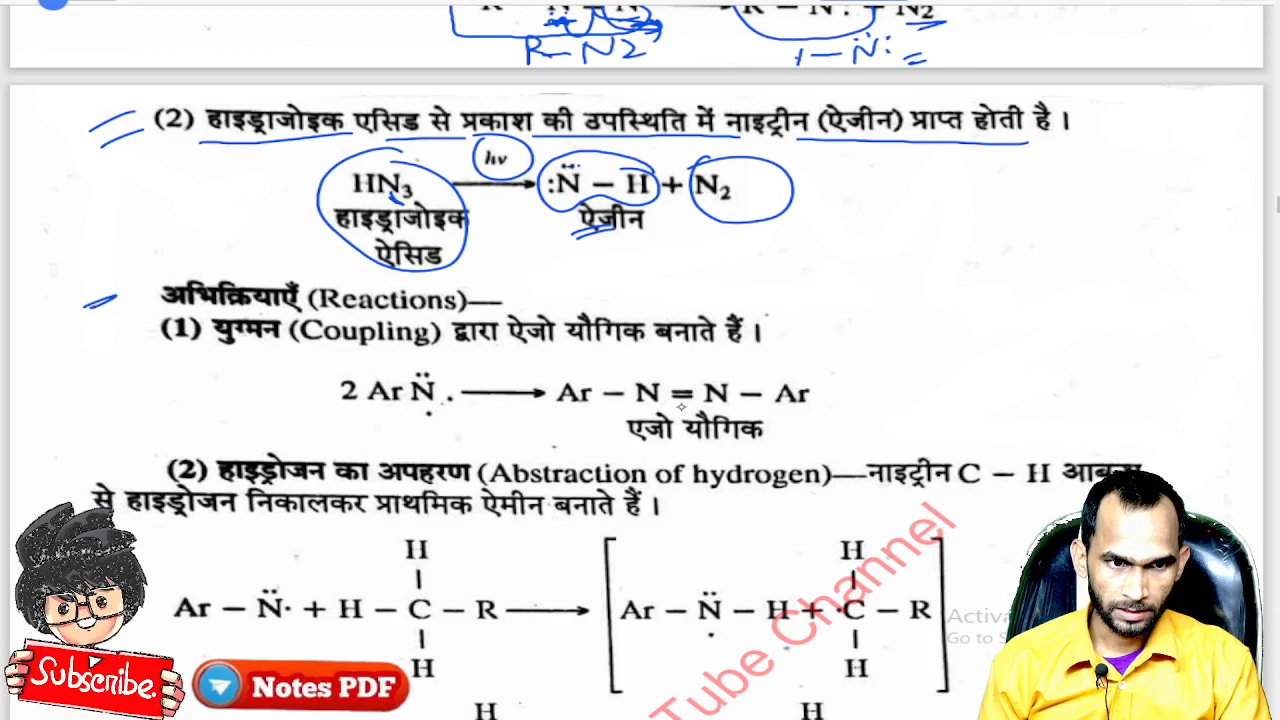 R – N2
(2) हाइड्राजोइक एसिड से प्रकाश की उपस्थिति में नाइट्रीन (ऐजीन) प्राप्त होती है ।
hν
HN₃ ⟶ :N̈ – H + N₂
हाइड्राजोइक ऐजीन
ऐसिड
अभिक्रियाएँ (Reactions)—
(1) युग्मन (Coupling) द्वारा ऐजो यौगिक बनाते हैं ।
2 Ar N̈ . ⟶ Ar – N = N – Ar
एजो यौगिक
(2) हाइड्रोजन का अपहरण (Abstraction of hydrogen)—नाइट्रीन C – H
से हाइड्रोजन निकालकर प्राथमिक ऐमीन बनाते हैं ।
H H
Ar – N̈· + H – C – R ⟶ [ Ar – N̈ – H + ·C – R ]
H H
H H
Tube Channel
Subscribe.
Notes PDF
Go to